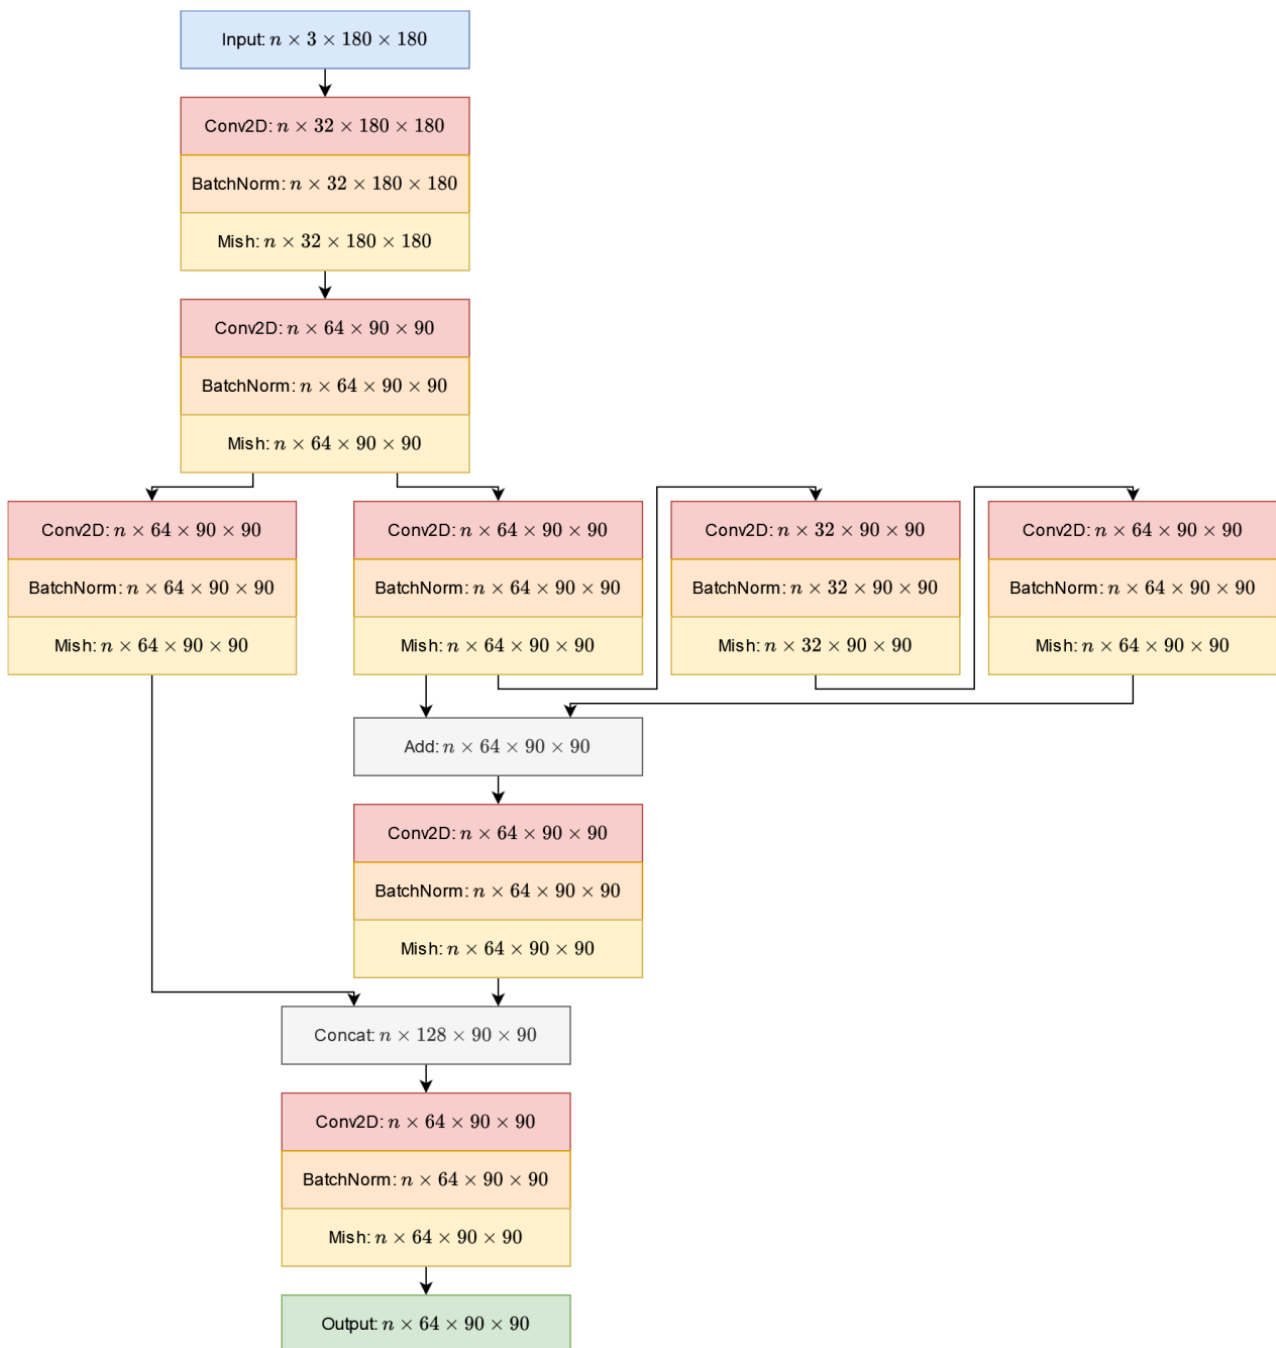 Input: n × 3 × 180 × 180
Conv2D: n × 32 × 180 × 180
BatchNorm: n × 32 × 180 × 180
Mish: n × 32 × 180 × 180
Conv2D: n × 64 × 90 × 90
BatchNorm: n × 64 × 90 × 90
Mish: n × 64 × 90 × 90
Conv2D: n × 64 × 90 × 90
BatchNorm: n × 64 × 90 × 90
Mish: n × 64 × 90 × 90
Conv2D: n × 64 × 90 × 90
BatchNorm: n × 64 × 90 × 90
Mish: n × 64 × 90 × 90
Conv2D: n × 32 × 90 × 90
BatchNorm: n × 32 × 90 × 90
Mish: n × 32 × 90 × 90
Conv2D: n × 64 × 90 × 90
BatchNorm: n × 64 × 90 × 90
Mish: n × 64 × 90 × 90
Add: n × 64 × 90 × 90
Conv2D: n × 64 × 90 × 90
BatchNorm: n × 64 × 90 × 90
Mish: n × 64 × 90 × 90
Concat: n × 128 × 90 × 90
Conv2D: n × 64 × 90 × 90
BatchNorm: n × 64 × 90 × 90
Mish: n × 64 × 90 × 90
Output: n × 64 × 90 × 90